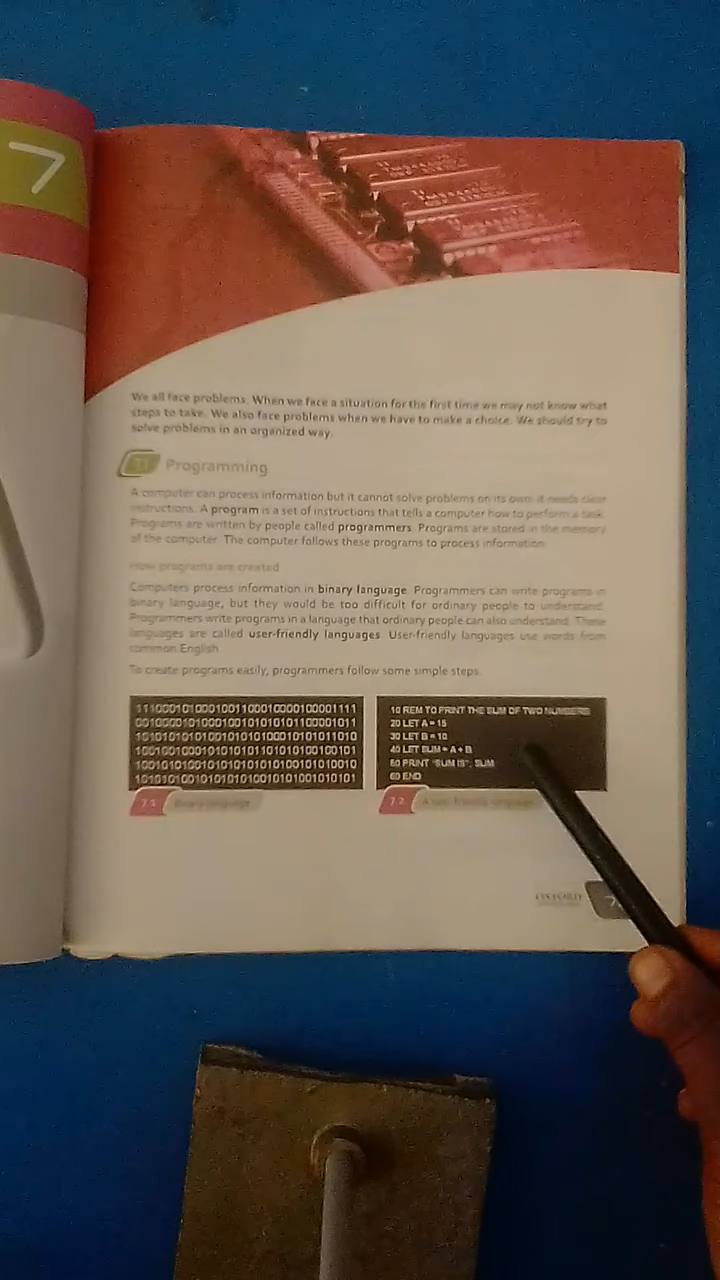 7
We all face problems. When we face a situation for the first time we may not know what
steps to take. We also face problems when we have to make a choice. We should try to
solve problems in an organized way.
7.1 Programming
A computer can process information but it cannot solve problems on its own. It needs clear
instructions. A program is a set of instructions that tells a computer how to perform a task.
Programs are written by people called programmers. Programs are stored in the memory
of the computer. The computer follows these programs to process information.
How programs are created
Computers process information in binary language. Programmers can write programs in
binary language, but they would be too difficult for ordinary people to understand.
Programmers write programs in a language that ordinary people can also understand. These
languages are called user-friendly languages. User-friendly languages use words from
common English.
To create programs easily, programmers follow some simple steps.
10 REM TO PRINT THE SUM OF TWO NUMBERS
20 LET A = 15
30 LET B = 10
40 LET SUM = A + B
50 PRINT "SUM IS"; SUM
60 END
7.1 Binary language
7.2 A user-friendly language
OXFORD